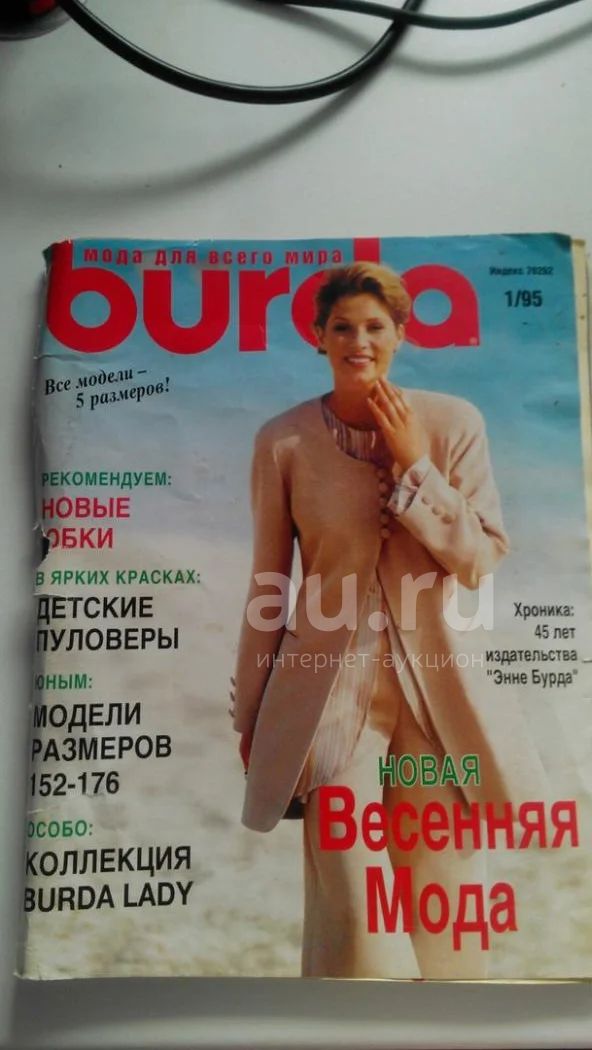 мода для всего мира
burda
Индекс 70292
1/95
Все модели –
5 размеров!
РЕКОМЕНДУЕМ:
НОВЫЕ
ЮБКИ
В ЯРКИХ КРАСКАХ:
ДЕТСКИЕ
ПУЛОВЕРЫ
ЮНЫМ:
МОДЕЛИ
РАЗМЕРОВ
152-176
ОСОБО:
КОЛЛЕКЦИЯ
BURDA LADY
au.ru
интернет-аукцион
Хроника:
45 лет
издательства
"Энне Бурда"
НОВАЯ
Весенняя
Мода